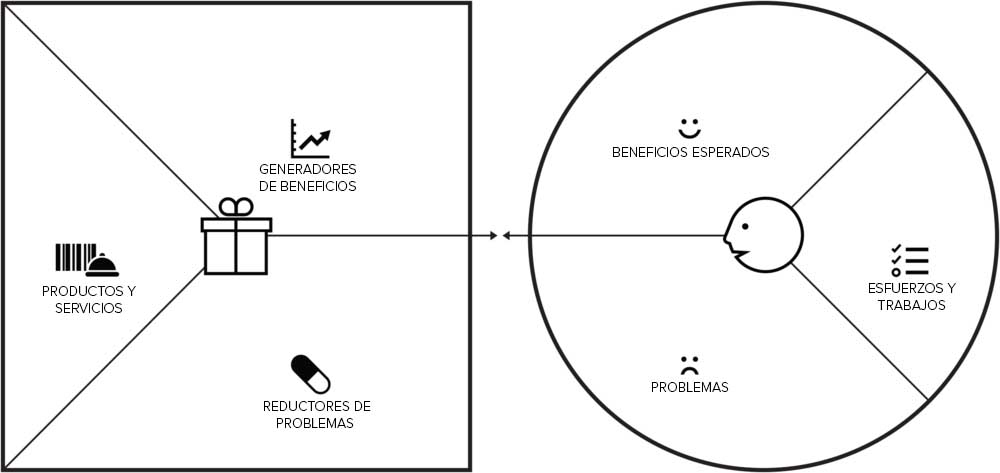 GENERADORES
DE BENEFICIOS
PRODUCTOS Y
SERVICIOS
REDUCTORES DE
PROBLEMAS
BENEFICIOS ESPERADOS
ESFUERZOS Y
TRABAJOS
PROBLEMAS